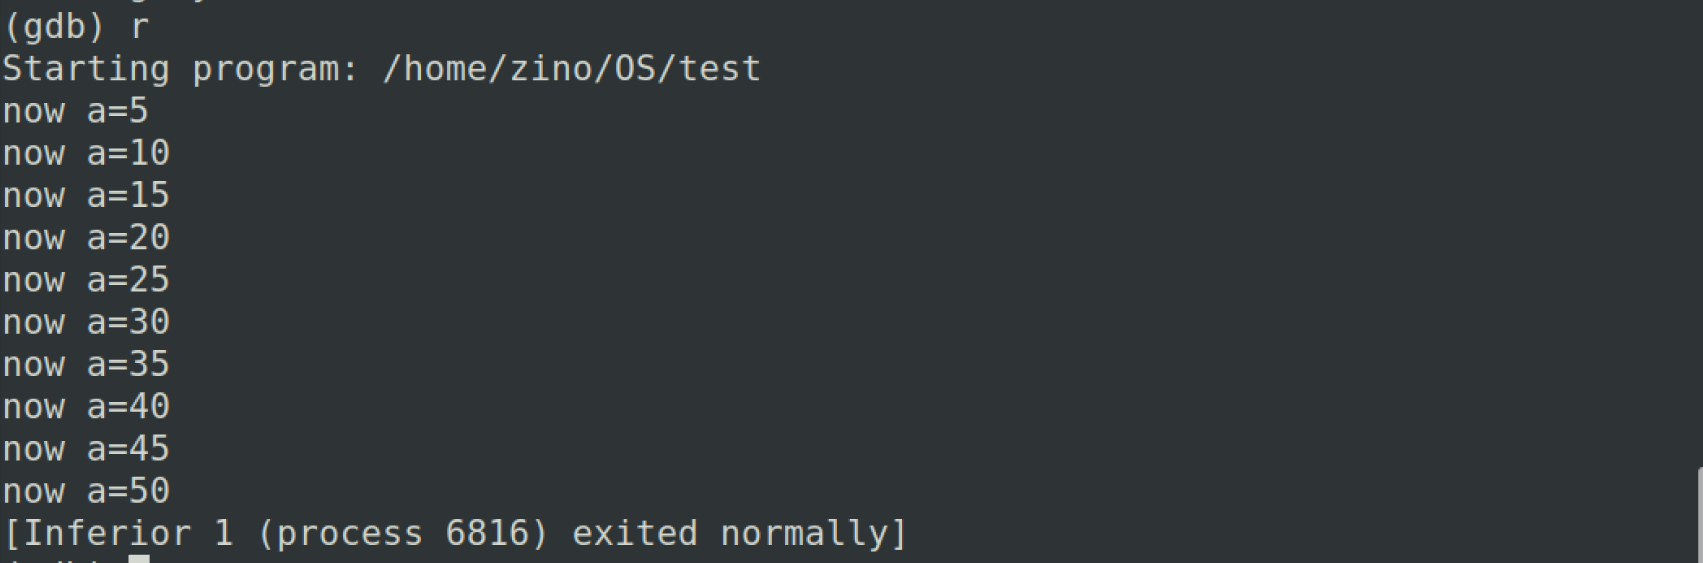 (gdb) r
Starting program: /home/zino/OS/test
now a=5
now a=10
now a=15
now a=20
now a=25
now a=30
now a=35
now a=40
now a=45
now a=50
[Inferior 1 (process 6816) exited normally]